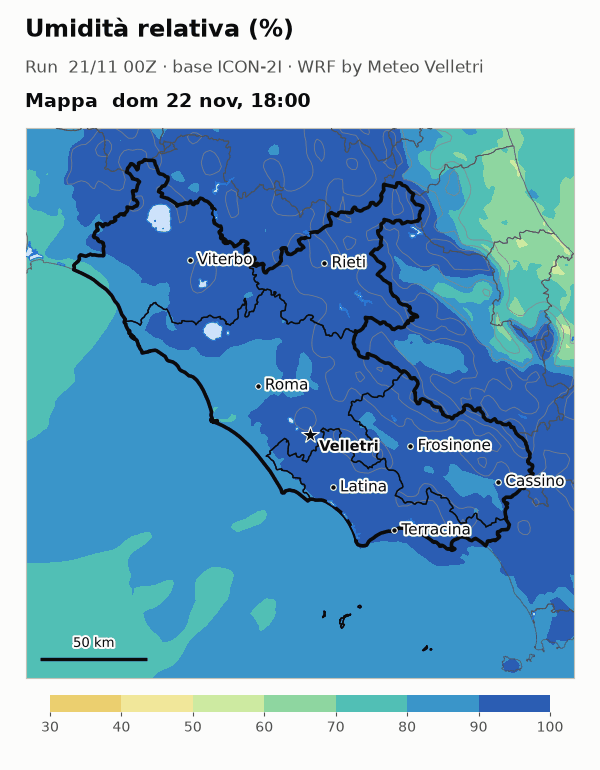 Umidità relativa (%)
Run 21/11 00Z · base ICON-2I · WRF by Meteo Velletri
Mappa dom 22 nov, 18:00
Viterbo
Rieti
Roma
Velletri
Frosinone
Latina
Cassino
Terracina
50 km
30 40 50 60 70 80 90 100